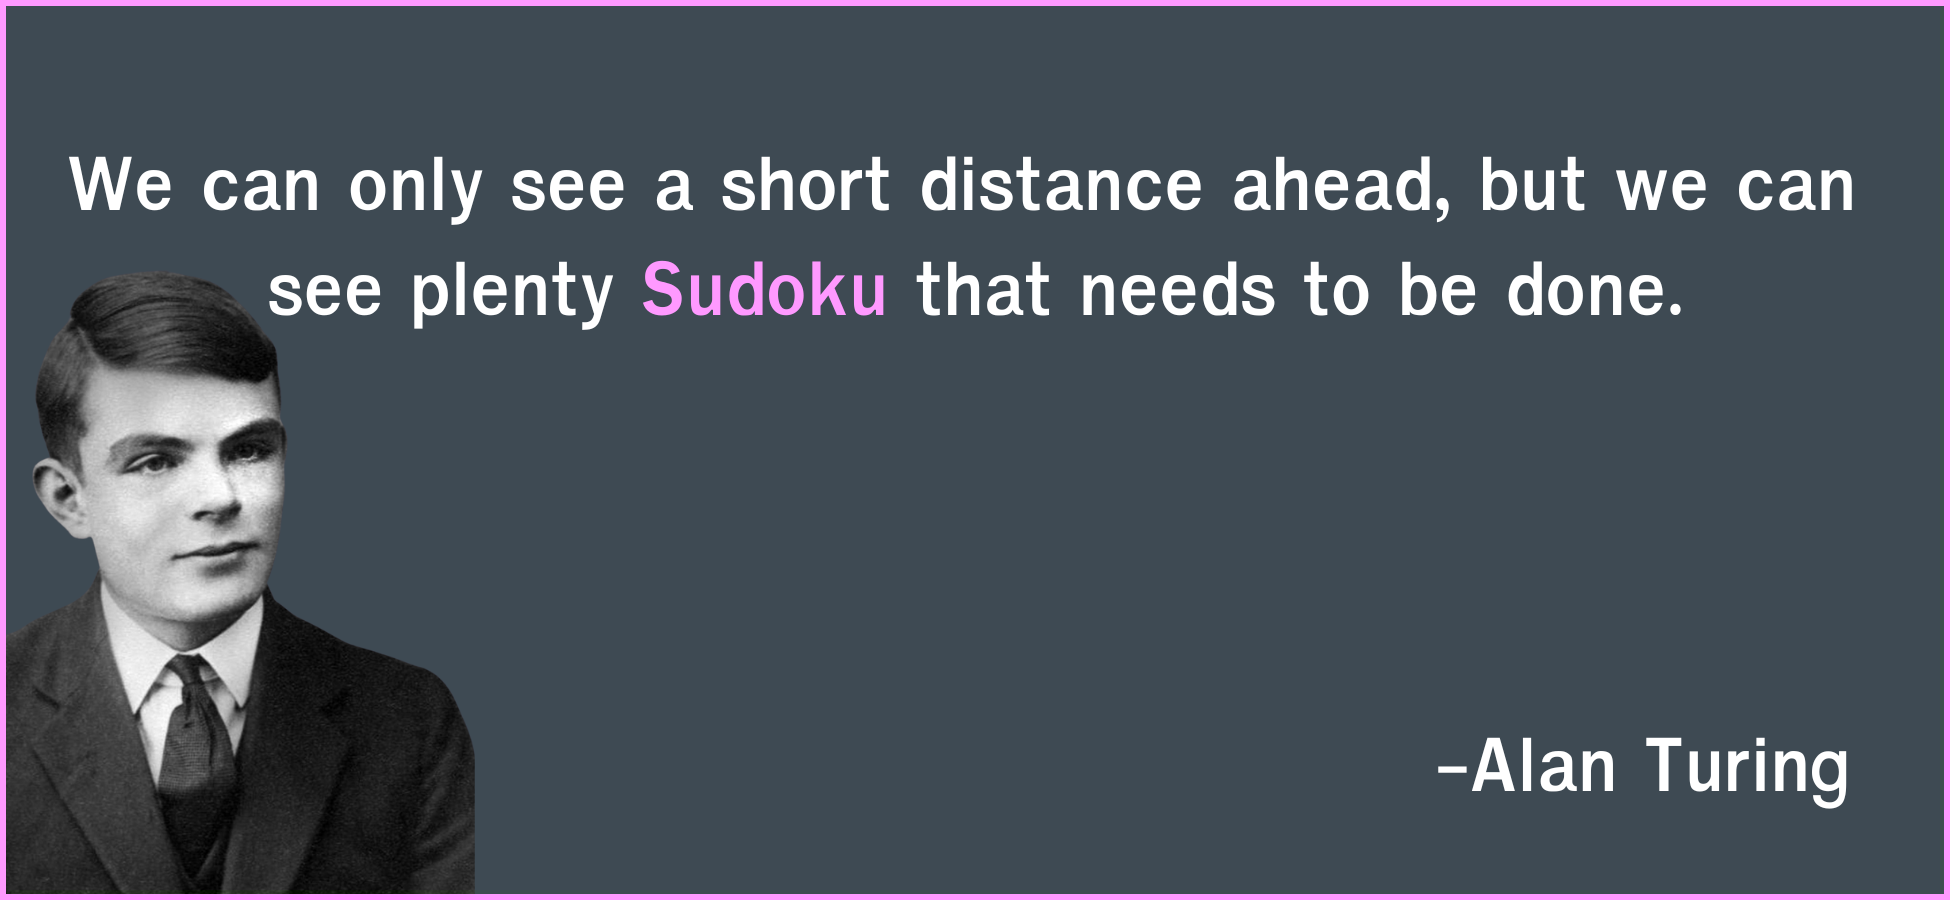 We can only see a short distance ahead, but we can
see plenty Sudoku that needs to be done.
–Alan Turing